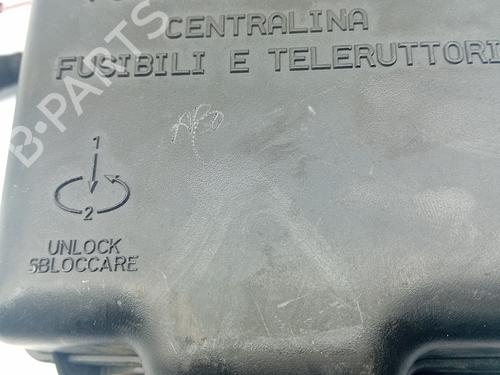 CENTRALINA
FUSIBILI E TELERUTTORI
1
2
UNLOCK
SBLOCCARE
B-PARTS